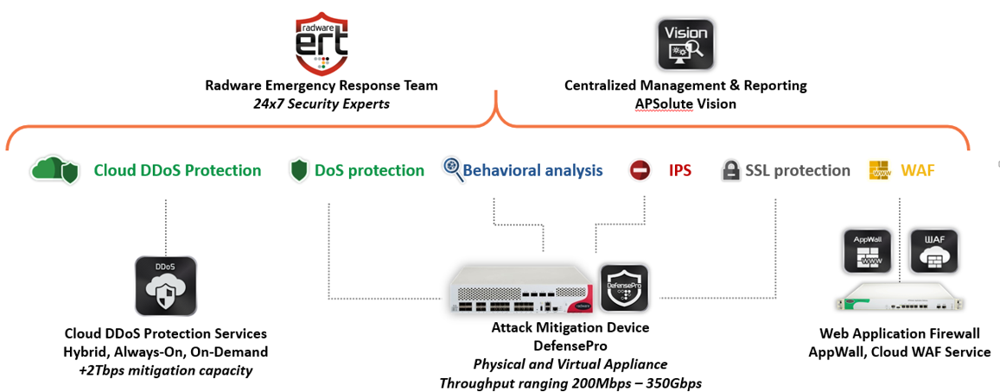 radware
ert
Radware Emergency Response Team
24x7 Security Experts
Vision
Centralized Management & Reporting
APSolute Vision
Cloud DDoS Protection
DoS protection
Behavioral analysis
IPS
SSL protection
WWW
WAF
DDoS
Cloud DDoS Protection Services
Hybrid, Always-On, On-Demand
+2Tbps mitigation capacity
radware
DefensePro
Attack Mitigation Device
DefensePro
Physical and Virtual Appliance
Throughput ranging 200Mbps – 350Gbps
AppWall
WWW
WAF
Web Application Firewall
AppWall, Cloud WAF Service